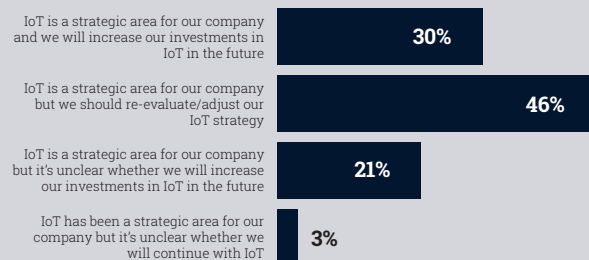 IoT is a strategic area for our company
and we will increase our investments in
IoT in the future
30%
IoT is a strategic area for our company
but we should re-evaluate/adjust our
IoT strategy
46%
IoT is a strategic area for our company
but it's unclear whether we will increase
our investments in IoT in the future
21%
IoT has been a strategic area for our
company but it's unclear whether we
will continue with IoT
3%